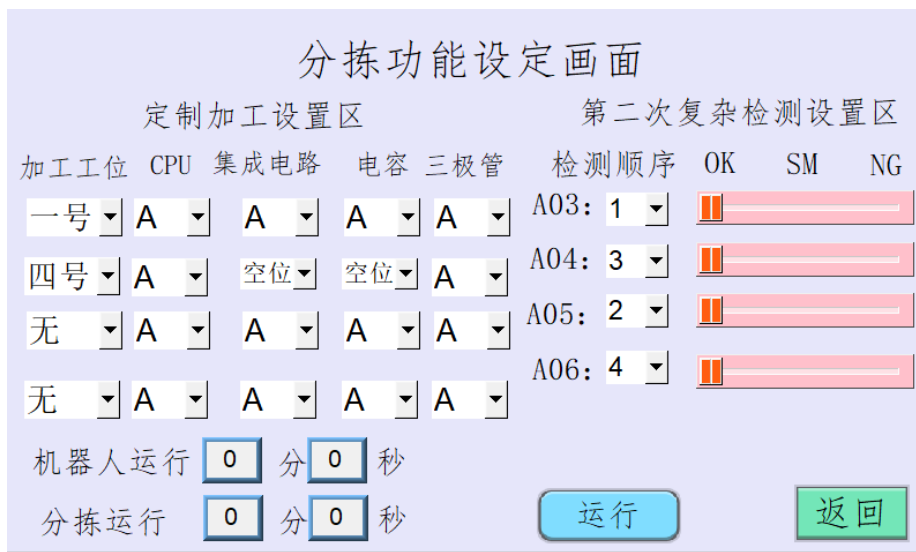 分拣功能设定画面
定制加工设置区 第二次复杂检测设置区
加工工位 CPU 集成电路 电容 三极管 检测顺序 OK SM NG
一号 A A A A A03: 1
四号 A 空位 空位 A A04: 3
无 A A A A A05: 2
无 A A A A A06: 4
机器人运行 0 分 0 秒
分拣运行 0 分 0 秒 运行 返回